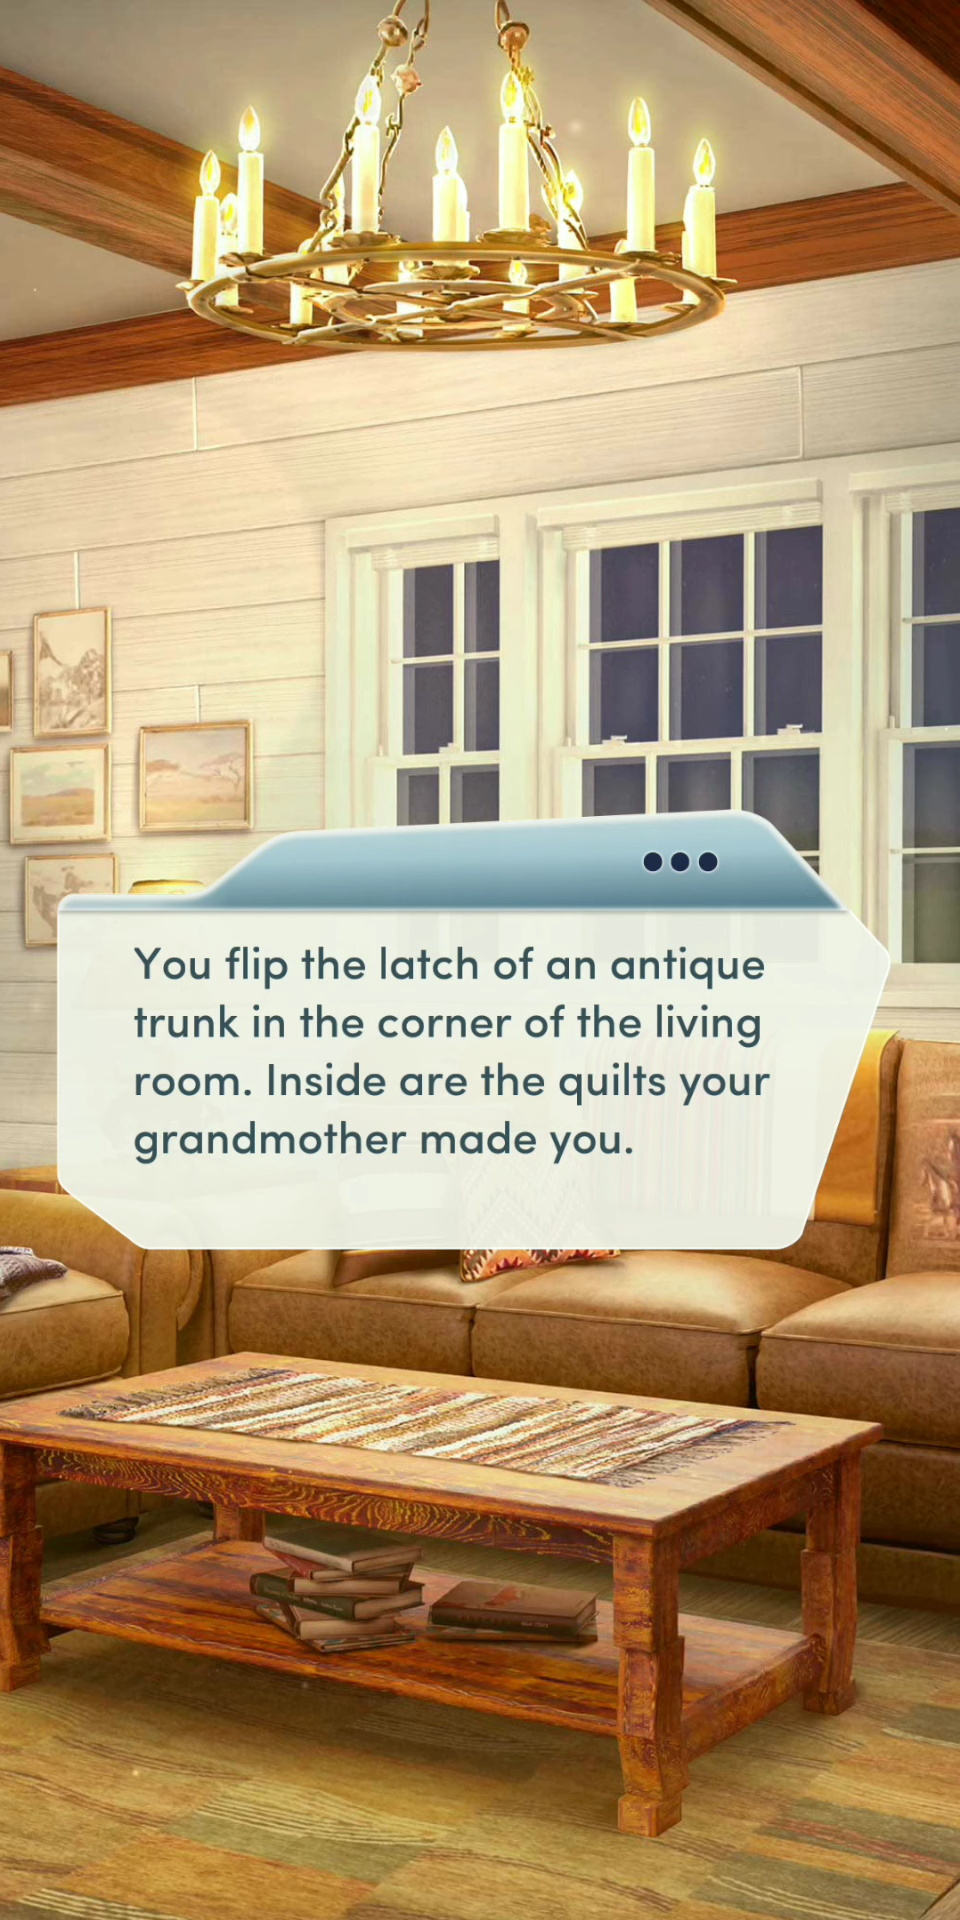 You flip the latch of an antique
trunk in the corner of the living
room. Inside are the quilts your
grandmother made you.